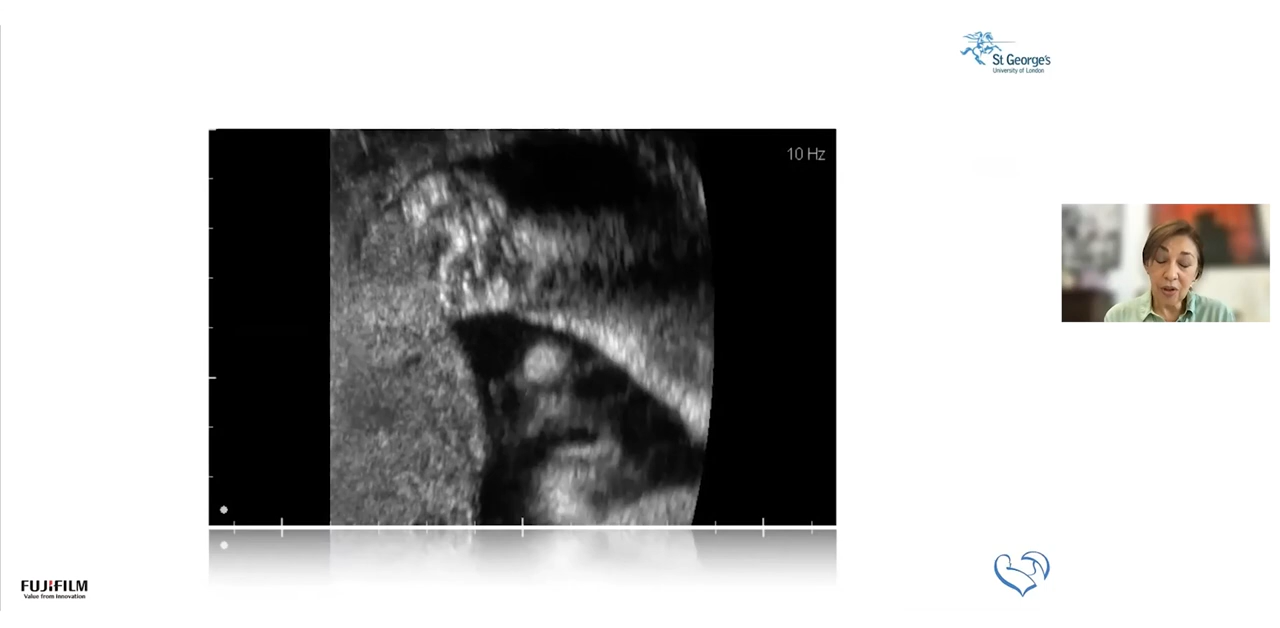 St George's
University of London
10 Hz
FUJIFILM
Value from Innovation